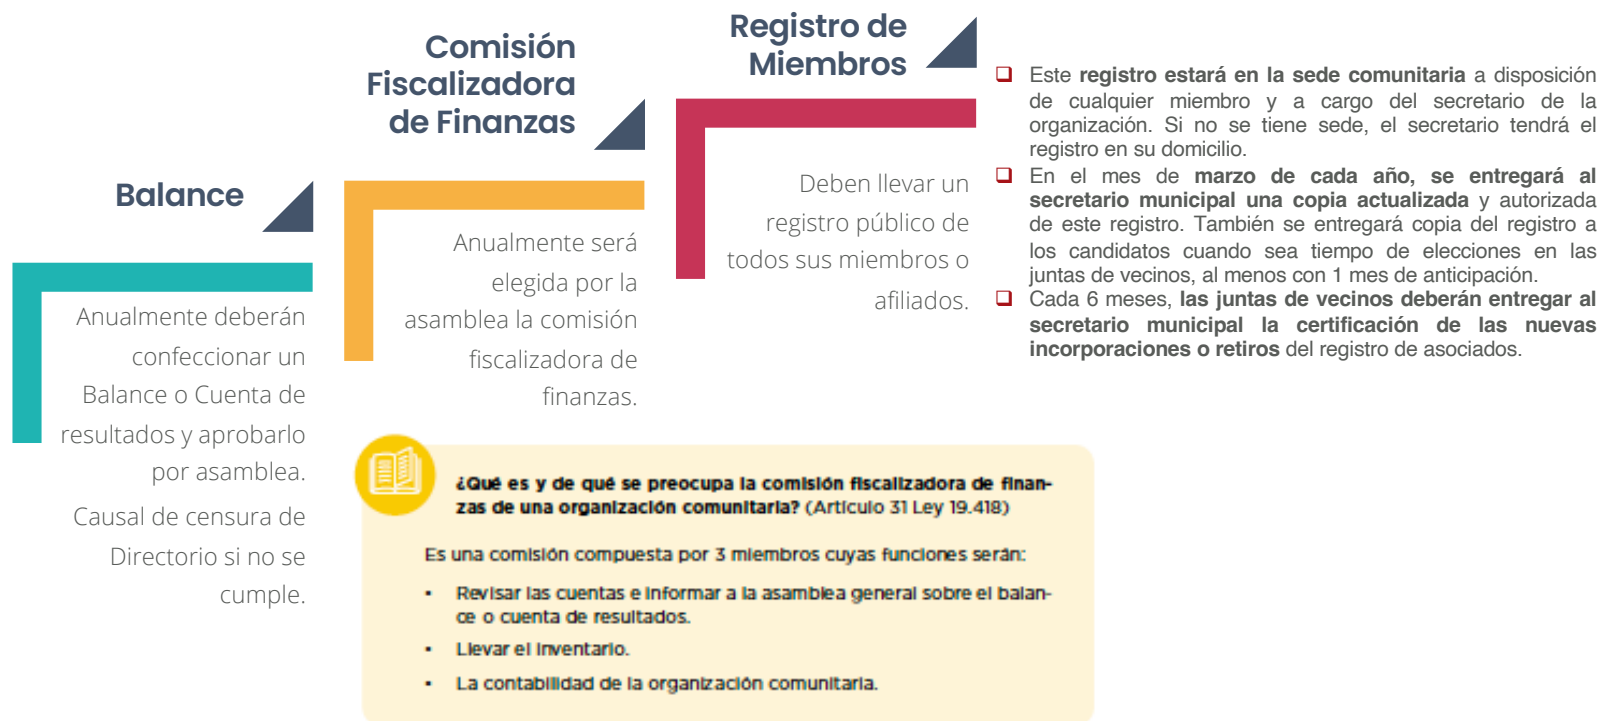 Balance
Anualmente deberán
confeccionar un
Balance o Cuenta de
resultados y aprobarlo
por asamblea.
Causal de censura de
Directorio si no se
cumple.
Comisión
Fiscalizadora
de Finanzas
Anualmente será
elegida por la
asamblea la comisión
fiscalizadora de
finanzas.
Registro de
Miembros
Deben llevar un
registro público de
todos sus miembros o
afiliados.
❑ Este registro estará en la sede comunitaria a disposición
de cualquier miembro y a cargo del secretario de la
organización. Si no se tiene sede, el secretario tendrá el
registro en su domicilio.
❑ En el mes de marzo de cada año, se entregará al
secretario municipal una copia actualizada y autorizada
de este registro. También se entregará copia del registro a
los candidatos cuando sea tiempo de elecciones en las
juntas de vecinos, al menos con 1 mes de anticipación.
❑ Cada 6 meses, las juntas de vecinos deberán entregar al
secretario municipal la certificación de las nuevas
incorporaciones o retiros del registro de asociados.
¿Qué es y de qué se preocupa la comisión fiscalizadora de finan-
zas de una organización comunitaria? (Artículo 31 Ley 19.418)
Es una comisión compuesta por 3 miembros cuyas funciones serán:
• Revisar las cuentas e informar a la asamblea general sobre el balan-
ce o cuenta de resultados.
• Llevar el inventario.
• La contabilidad de la organización comunitaria.